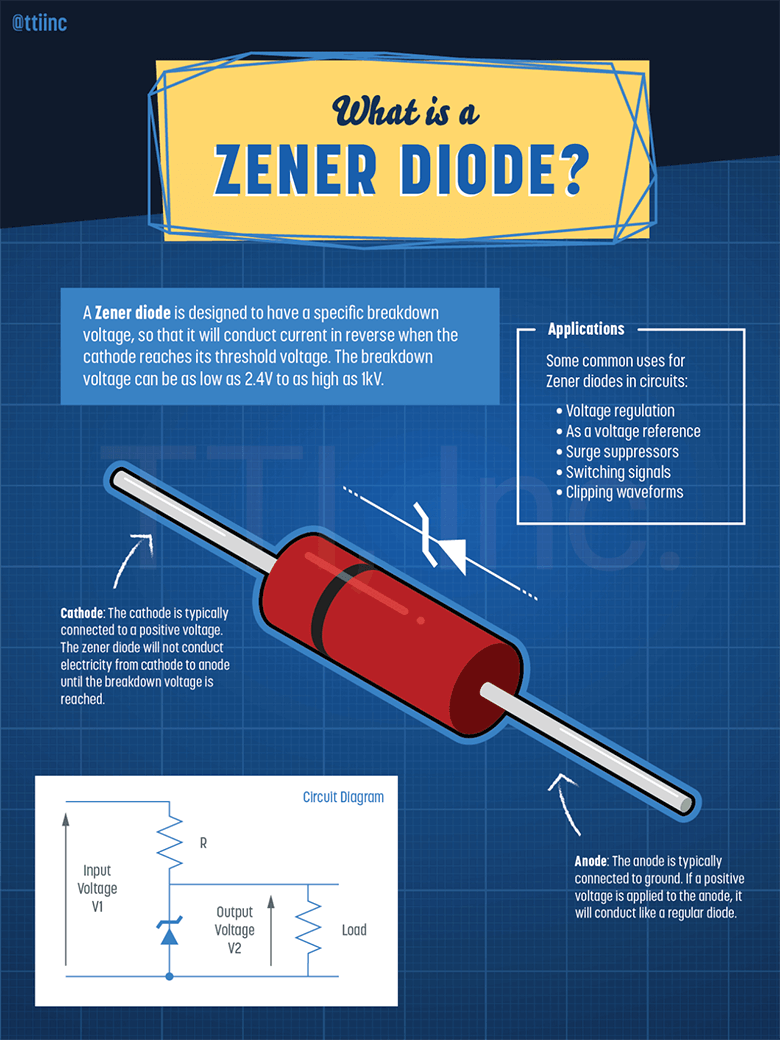 @ttiinc
What is a
ZENER DIODE?
A Zener diode is designed to have a specific breakdown
voltage, so that it will conduct current in reverse when the
cathode reaches its threshold voltage. The breakdown
voltage can be as low as 2.4V to as high as 1kV.
Applications
Some common uses for
Zener diodes in circuits:
• Voltage regulation
• As a voltage reference
• Surge suppressors
• Switching signals
• Clipping waveforms
TTI, Inc.
Cathode: The cathode is typically
connected to a positive voltage.
The zener diode will not conduct
electricity from cathode to anode
until the breakdown voltage is
reached.
Anode: The anode is typically
connected to ground. If a positive
voltage is applied to the anode, it
will conduct like a regular diode.
Circuit Diagram
R
Input
Voltage
V1
Output
Voltage
V2
Load